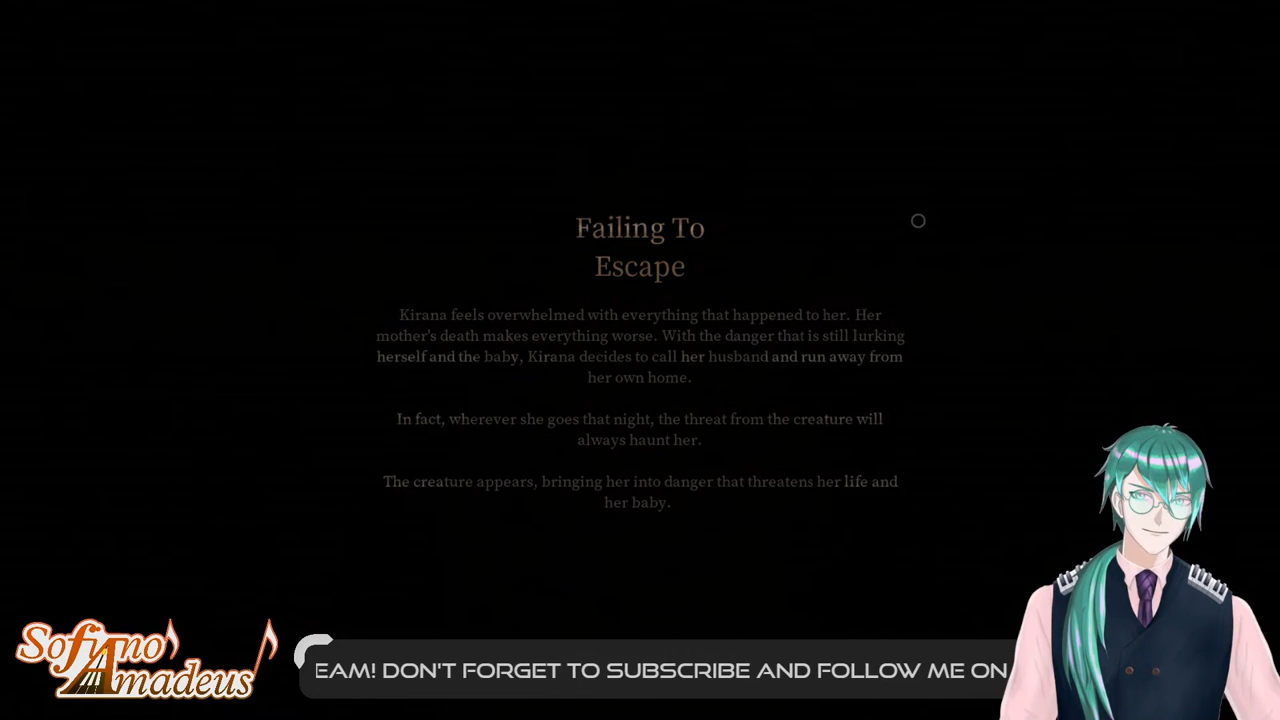 Failing To
Escape
Kirana feels overwhelmed with everything that happened to her. Her
mother's death makes everything worse. With the danger that is still lurking
herself and the baby, Kirana decides to call her husband and run away from
her own home.
In fact, wherever she goes that night, the threat from the creature will
always haunt her.
The creature appears, bringing her into danger that threatens her life and
her baby.
Sofiano
Amadeus
EAM! DON'T FORGET TO SUBSCRIBE AND FOLLOW ME ON